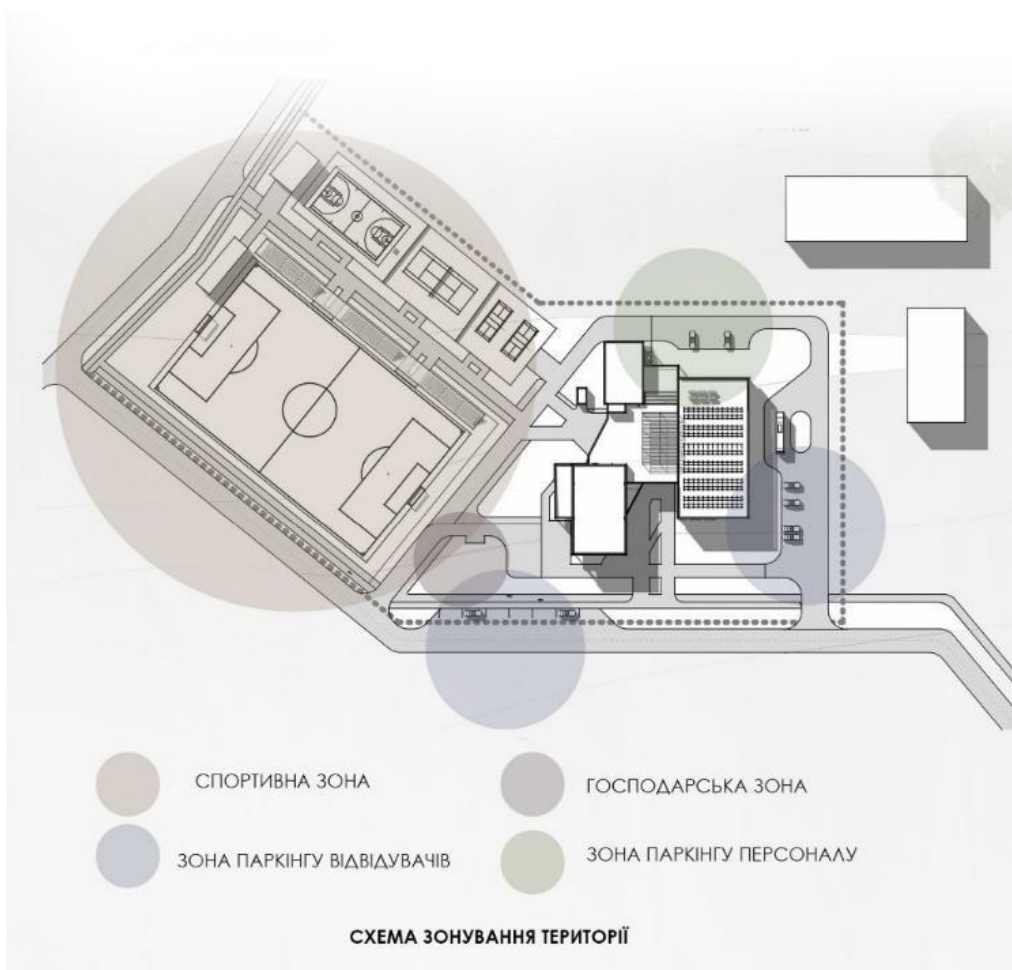 СПОРТИВНА ЗОНА
ГОСПОДАРСЬКА ЗОНА
ЗОНА ПАРКІНГУ ВІДВІДУВАЧІВ
ЗОНА ПАРКІНГУ ПЕРСОНАЛУ
СХЕМА ЗОНУВАННЯ ТЕРИТОРІЇ